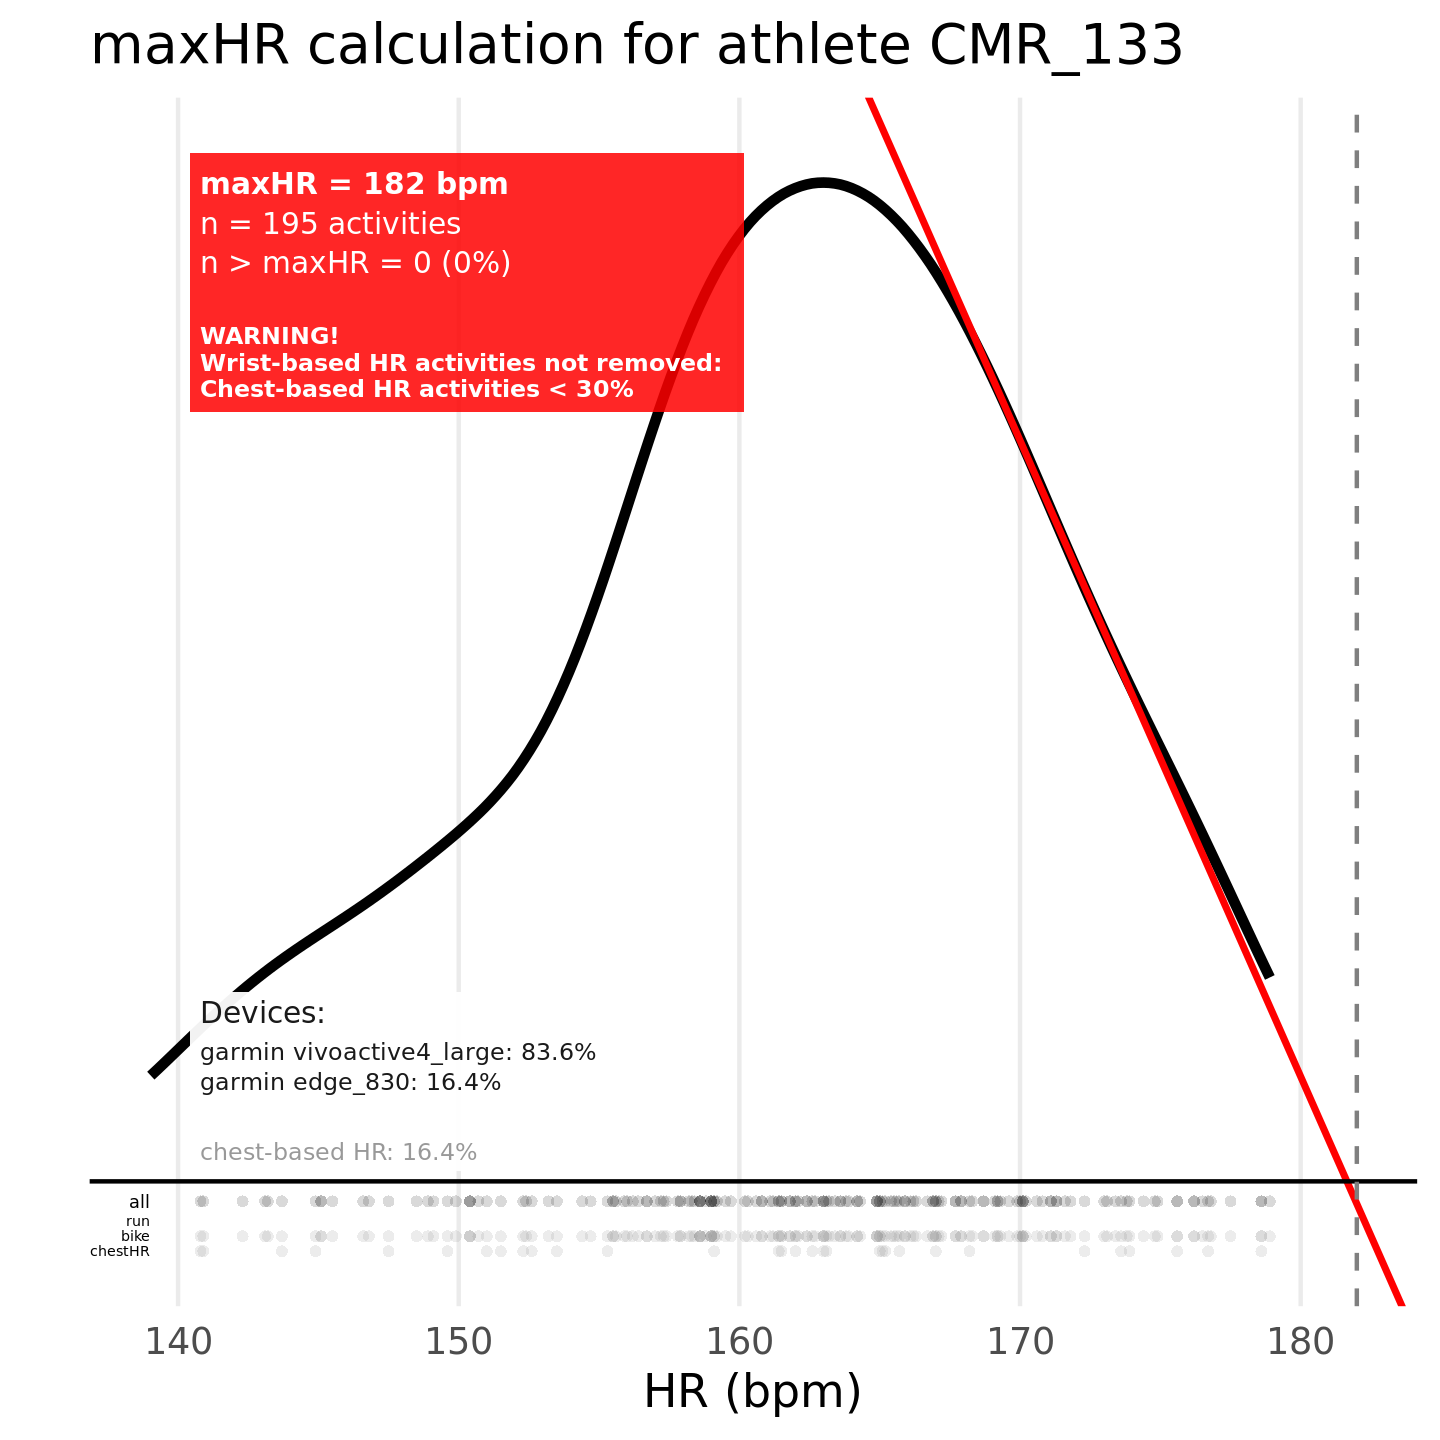 maxHR calculation for athlete CMR_133
maxHR = 182 bpm
n = 195 activities
n > maxHR = 0 (0%)
WARNING!
Wrist-based HR activities not removed:
Chest-based HR activities < 30%
Devices:
garmin vivoactive4_large: 83.6%
garmin edge_830: 16.4%
chest-based HR: 16.4%
all
run
bike
chestHR
140 150 160 170 180
HR (bpm)